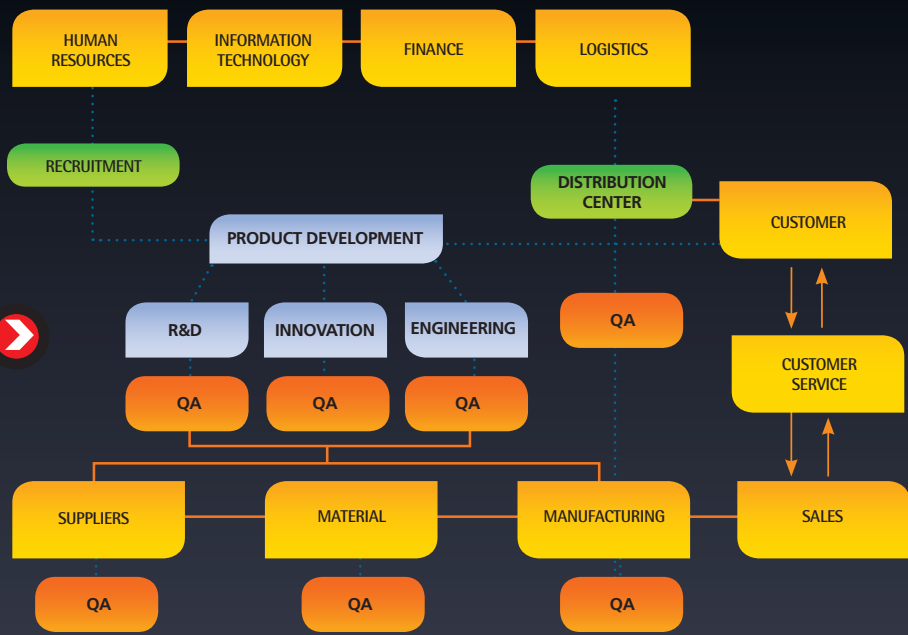 HUMAN
RESOURCES
INFORMATION
TECHNOLOGY
FINANCE
LOGISTICS
RECRUITMENT
DISTRIBUTION
CENTER
CUSTOMER
PRODUCT DEVELOPMENT
R&D
INNOVATION
ENGINEERING
QA
CUSTOMER
SERVICE
QA
QA
QA
SUPPLIERS
MATERIAL
MANUFACTURING
SALES
QA
QA
QA